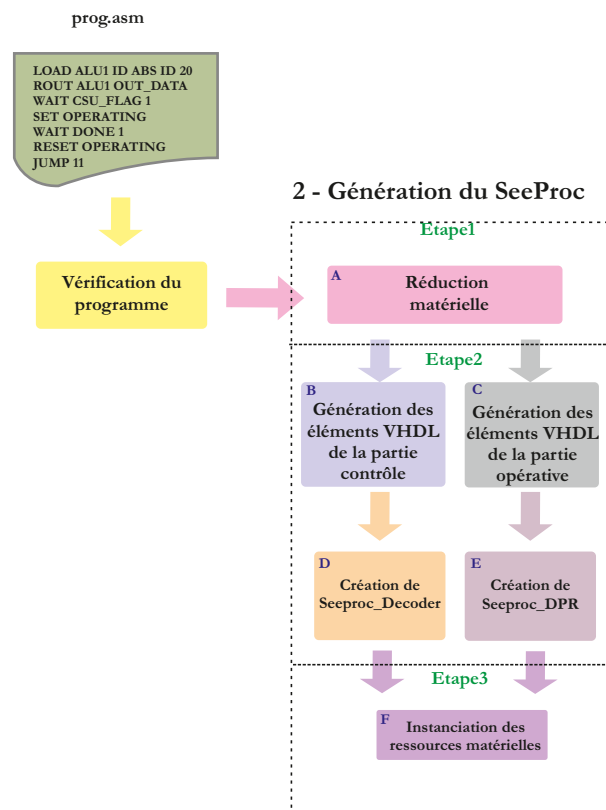 prog.asm
LOAD ALU1 ID ABS ID 20
ROUT ALU1 OUT_DATA
WAIT CSU_FLAG 1
SET OPERATING
WAIT DONE 1
RESET OPERATING
JUMP 11
2 - Génération du SeeProc
Etape1
Vérification du
programme
A
Réduction
matérielle
Etape2
B
Génération des
éléments VHDL
de la partie
contrôle
C
Génération des
éléments VHDL
de la partie
opérative
D
Création de
Seeproc_Decoder
E
Création de
Seeproc_DPR
Etape3
F
Instanciation des
ressources matérielles